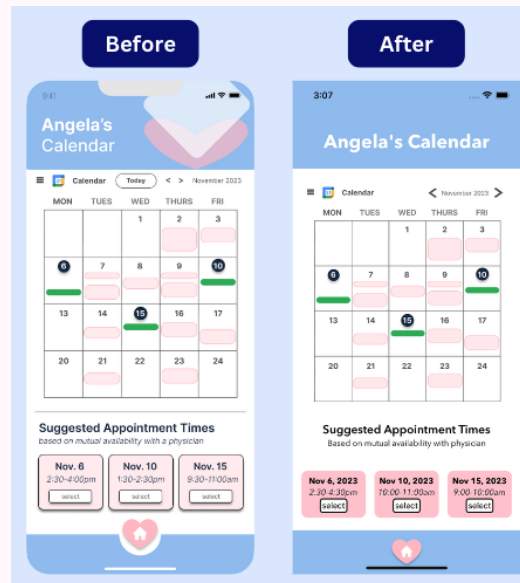 Before
9:41
Angela's
Calendar
Calendar Today < > November 2023
MON TUES WED THURS FRI
1 2 3
6 7 8 9 10
13 14 15 16 17
20 21 22 23 24
Suggested Appointment Times
based on mutual availability with a physician
Nov. 6 Nov. 10 Nov. 15
2:30-4:00pm 1:30-2:30pm 9:30-11:00am
select select select
After
3:07
Angela's Calendar
Calendar < November 2023 >
MON TUES WED THURS FRI
1 2 3
6 7 8 9 10
13 14 15 16 17
20 21 22 23 24
Suggested Appointment Times
Based on mutual availability with physician
Nov 6, 2023 Nov 10, 2023 Nov 15, 2023
2:30-4:30pm 10:00-11:00am 9:00-10:00am
select select select